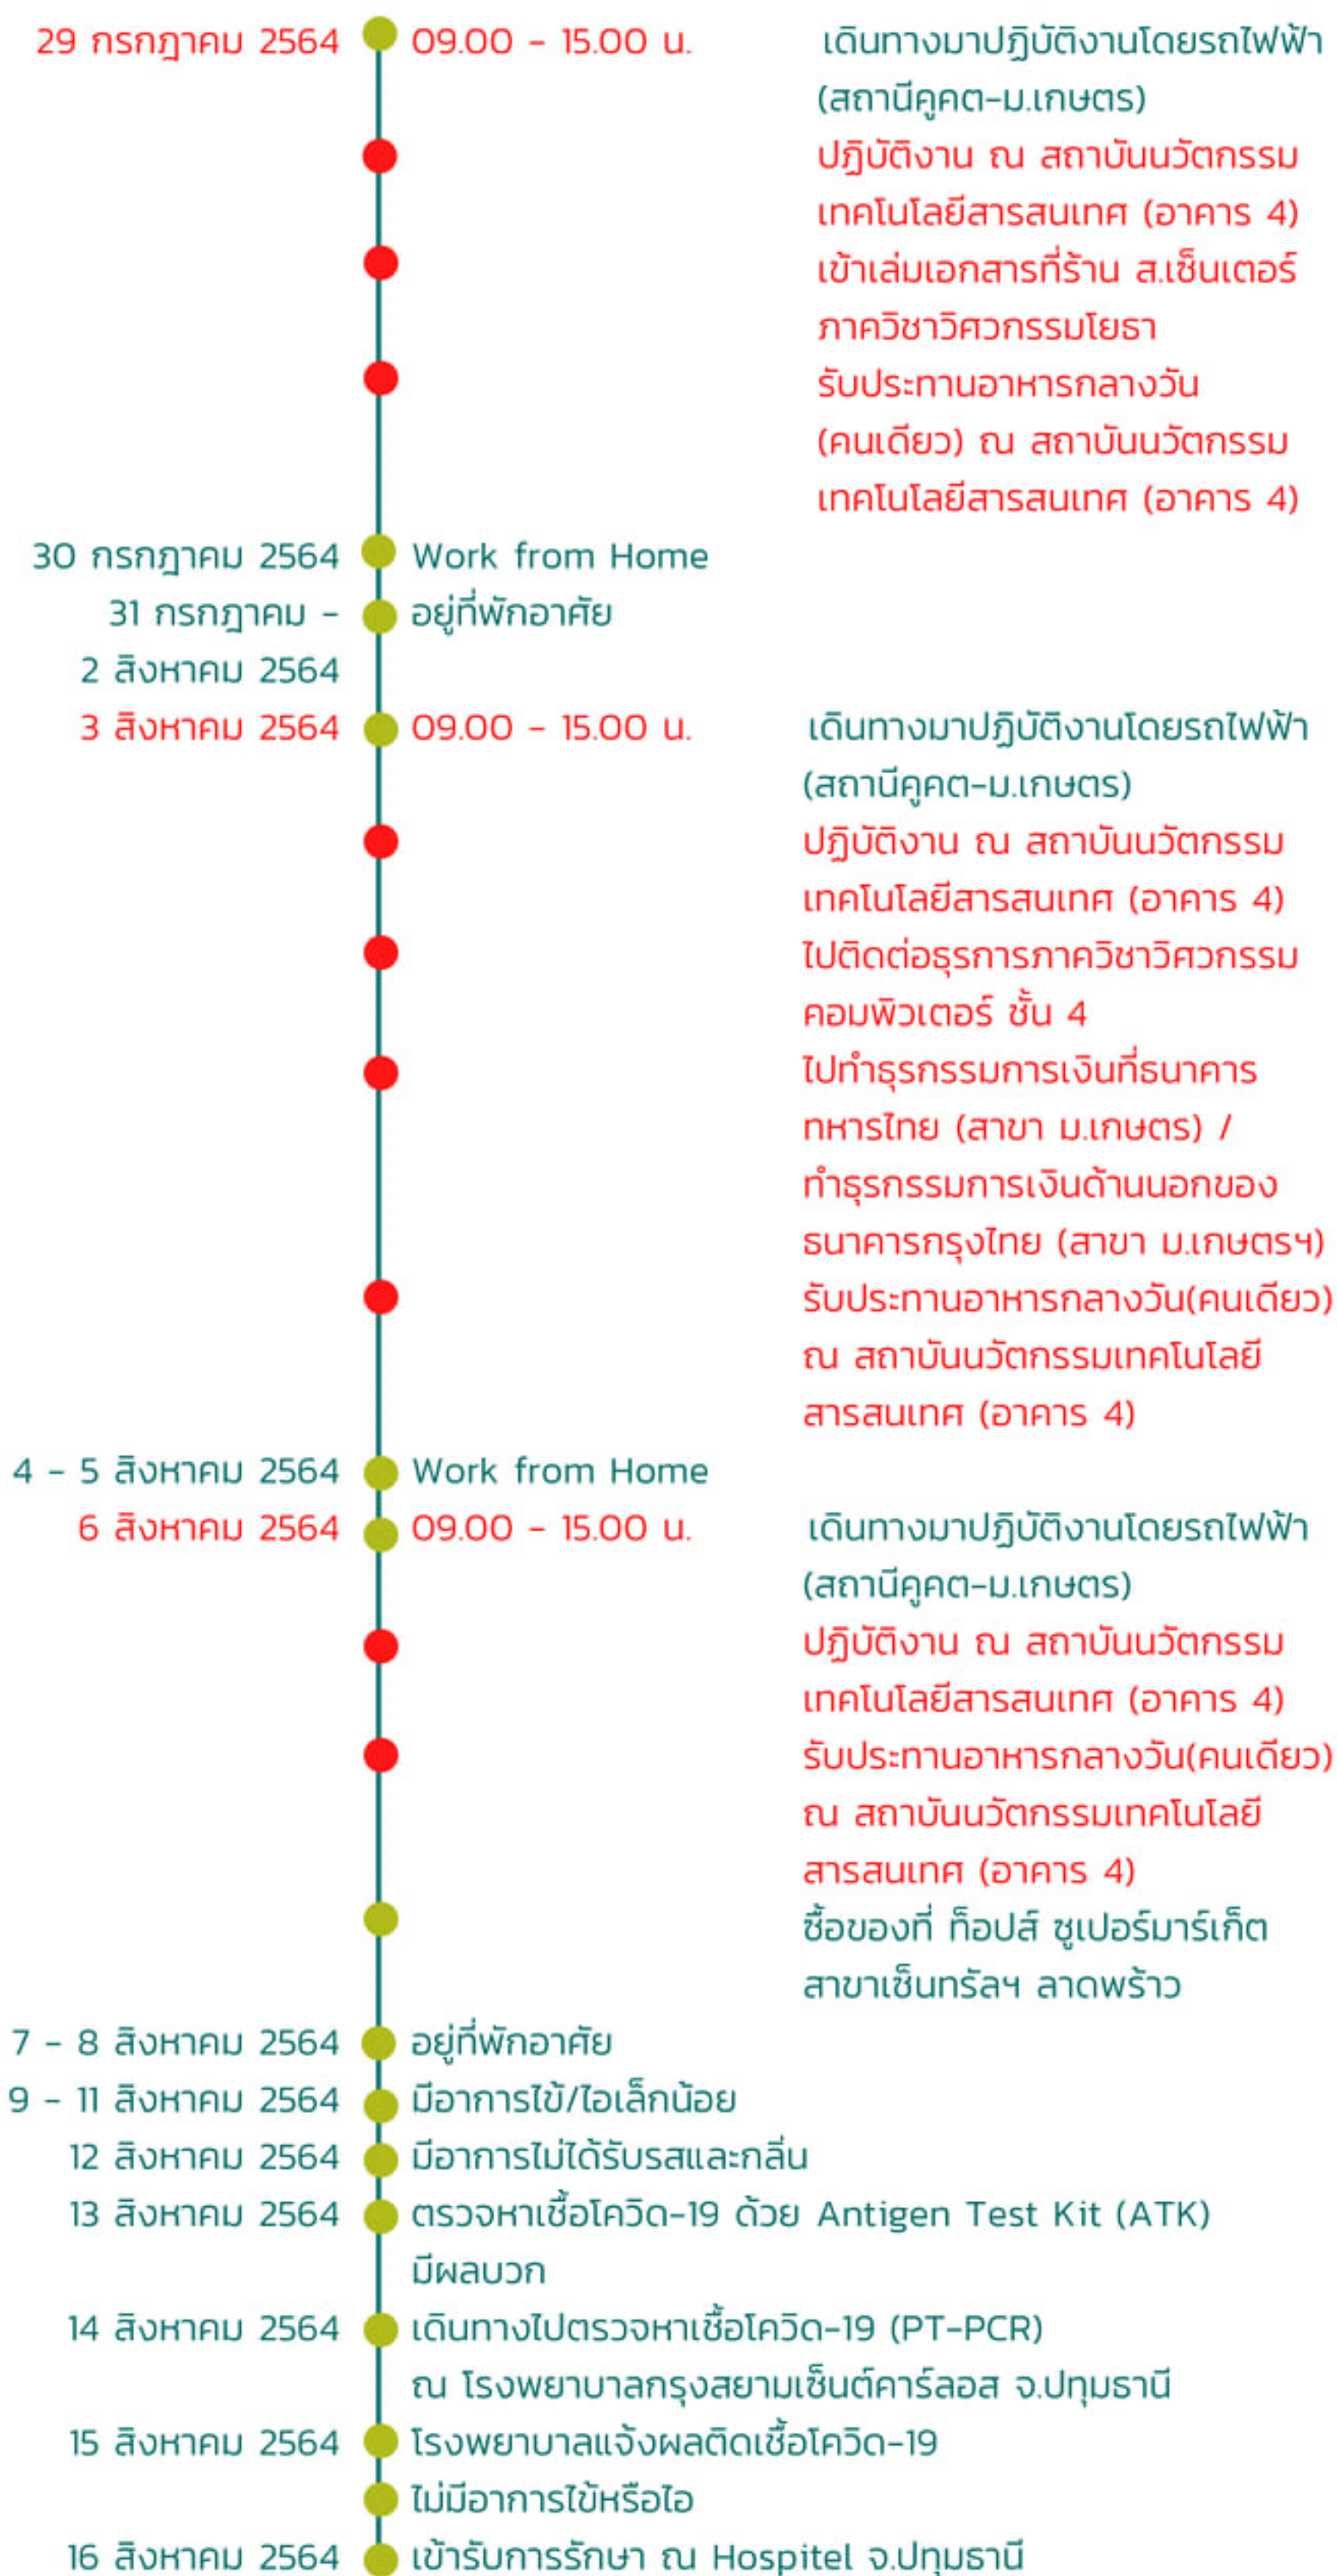 29 กรกฎาคม 2564 09.00 - 15.00 น. เดินทางมาปฏิบัติงานโดยรถไฟฟ้า
(สถานีคูคต-ม.เกษตร)
ปฏิบัติงาน ณ สถาบันนวัตกรรม
เทคโนโลยีสารสนเทศ (อาคาร 4)
เข้าเล่มเอกสารที่ร้าน ส.เซ็นเตอร์
ภาควิชาวิศวกรรมโยธา
รับประทานอาหารกลางวัน
(คนเดียว) ณ สถาบันนวัตกรรม
เทคโนโลยีสารสนเทศ (อาคาร 4)
30 กรกฎาคม 2564 Work from Home
31 กรกฎาคม - อยู่ที่พักอาศัย
2 สิงหาคม 2564
3 สิงหาคม 2564 09.00 - 15.00 น. เดินทางมาปฏิบัติงานโดยรถไฟฟ้า
(สถานีคูคต-ม.เกษตร)
ปฏิบัติงาน ณ สถาบันนวัตกรรม
เทคโนโลยีสารสนเทศ (อาคาร 4)
ไปติดต่อธุรการภาควิชาวิศวกรรม
คอมพิวเตอร์ ชั้น 4
ไปทำธุรกรรมการเงินที่ธนาคาร
ทหารไทย (สาขา ม.เกษตร) /
ทำธุรกรรมการเงินด้านนอกของ
ธนาคารกรุงไทย (สาขา ม.เกษตรฯ)
รับประทานอาหารกลางวัน(คนเดียว)
ณ สถาบันนวัตกรรมเทคโนโลยี
สารสนเทศ (อาคาร 4)
4 - 5 สิงหาคม 2564 Work from Home
6 สิงหาคม 2564 09.00 - 15.00 น. เดินทางมาปฏิบัติงานโดยรถไฟฟ้า
(สถานีคูคต-ม.เกษตร)
ปฏิบัติงาน ณ สถาบันนวัตกรรม
เทคโนโลยีสารสนเทศ (อาคาร 4)
รับประทานอาหารกลางวัน(คนเดียว)
ณ สถาบันนวัตกรรมเทคโนโลยี
สารสนเทศ (อาคาร 4)
ซื้อของที่ ท็อปส์ ซูเปอร์มาร์เก็ต
สาขาเซ็นทรัลฯ ลาดพร้าว
7 - 8 สิงหาคม 2564 อยู่ที่พักอาศัย
9 - 11 สิงหาคม 2564 มีอาการไข้/ไอเล็กน้อย
12 สิงหาคม 2564 มีอาการไม่ได้รับรสและกลิ่น
13 สิงหาคม 2564 ตรวจหาเชื้อโควิด-19 ด้วย Antigen Test Kit (ATK)
มีผลบวก
14 สิงหาคม 2564 เดินทางไปตรวจหาเชื้อโควิด-19 (PT-PCR)
ณ โรงพยาบาลกรุงสยามเซ็นต์คาร์ลอส จ.ปทุมธานี
15 สิงหาคม 2564 โรงพยาบาลแจ้งผลติดเชื้อโควิด-19
ไม่มีอาการไข้หรือไอ
16 สิงหาคม 2564 เข้ารับการรักษา ณ Hospitel จ.ปทุมธานี